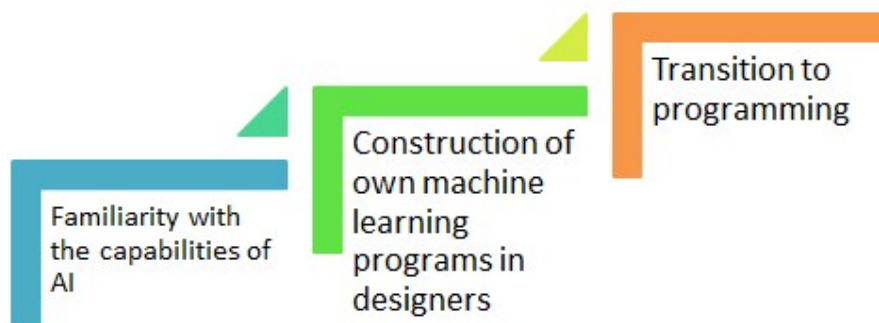 Familiarity with
the capabilities of
AI
Construction of
own machine
learning
programs in
designers
Transition to
programming